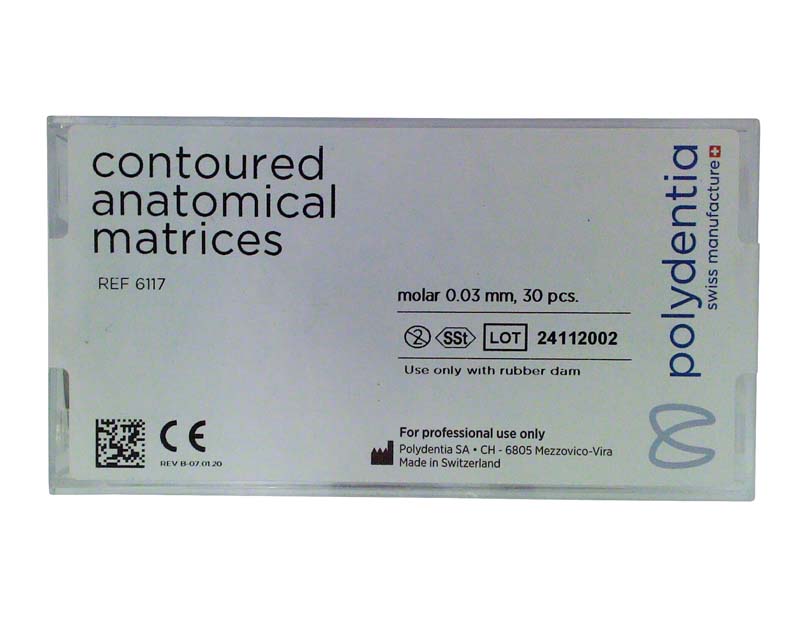 contoured
anatomical
matrices
REF 6117
molar 0.03 mm, 30 pcs.
2 SSt LOT 24112002
Use only with rubber dam
CE
REV B-07.01.20
For professional use only
Polydentia SA • CH - 6805 Mezzovico-Vira
Made in Switzerland
polydentia
swiss manufacture